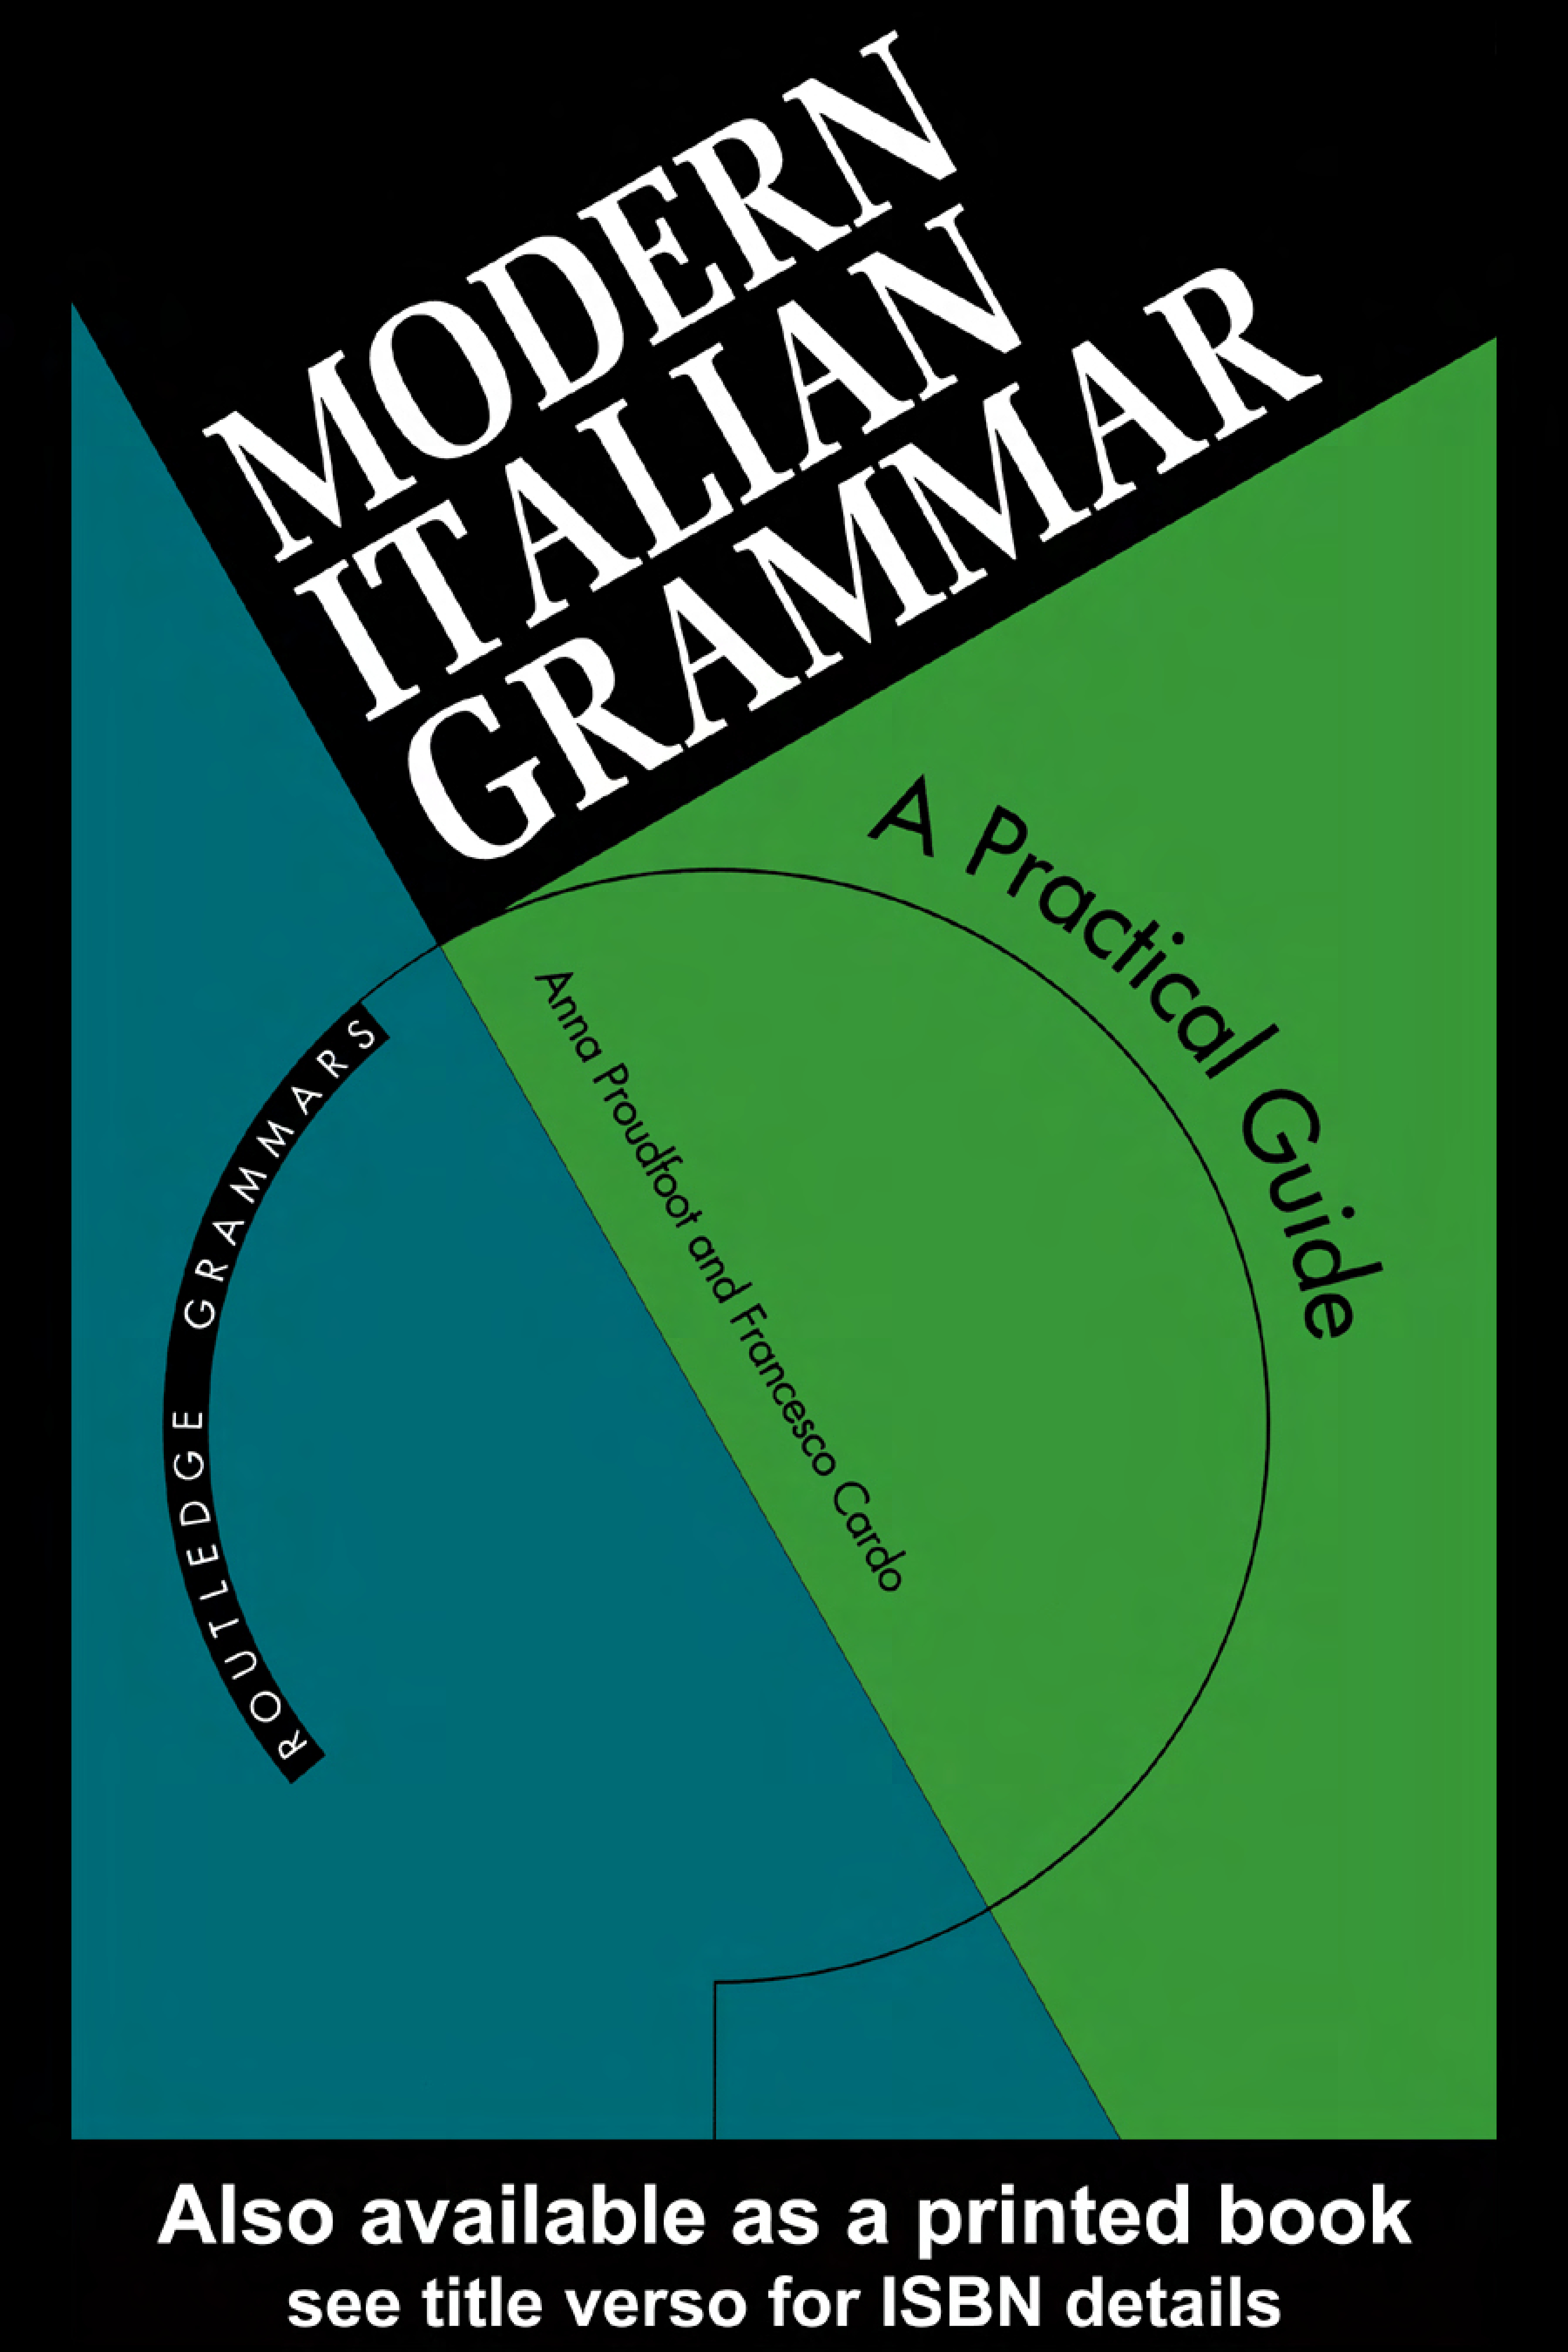 MODERN
ITALIAN
GRAMMAR
A Practical Guide
Anna Proudfoot and Francesco Cardo
ROUTLEDGE GRAMMARS
Also available as a printed book
see title verso for ISBN details